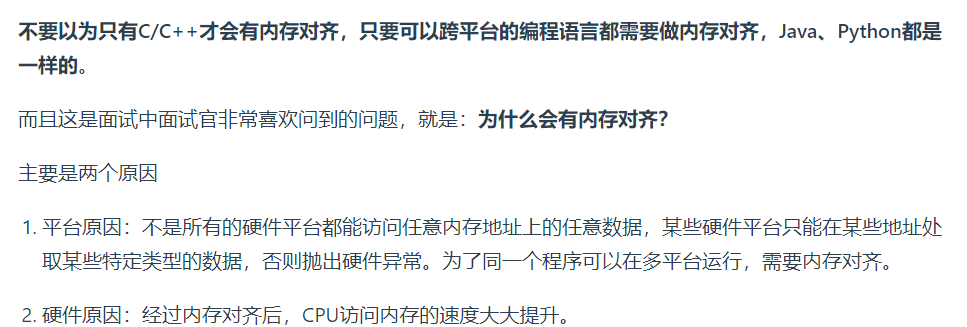 不要以为只有C/C++才会有内存对齐，只要可以跨平台的编程语言都需要做内存对齐，Java、Python都是
一样的。
而且这是面试中面试官非常喜欢问到的问题，就是：为什么会有内存对齐？
主要是两个原因
1. 平台原因：不是所有的硬件平台都能访问任意内存地址上的任意数据，某些硬件平台只能在某些地址处
取某些特定类型的数据，否则抛出硬件异常。为了同一个程序可以在多平台运行，需要内存对齐。
2. 硬件原因：经过内存对齐后，CPU访问内存的速度大大提升。